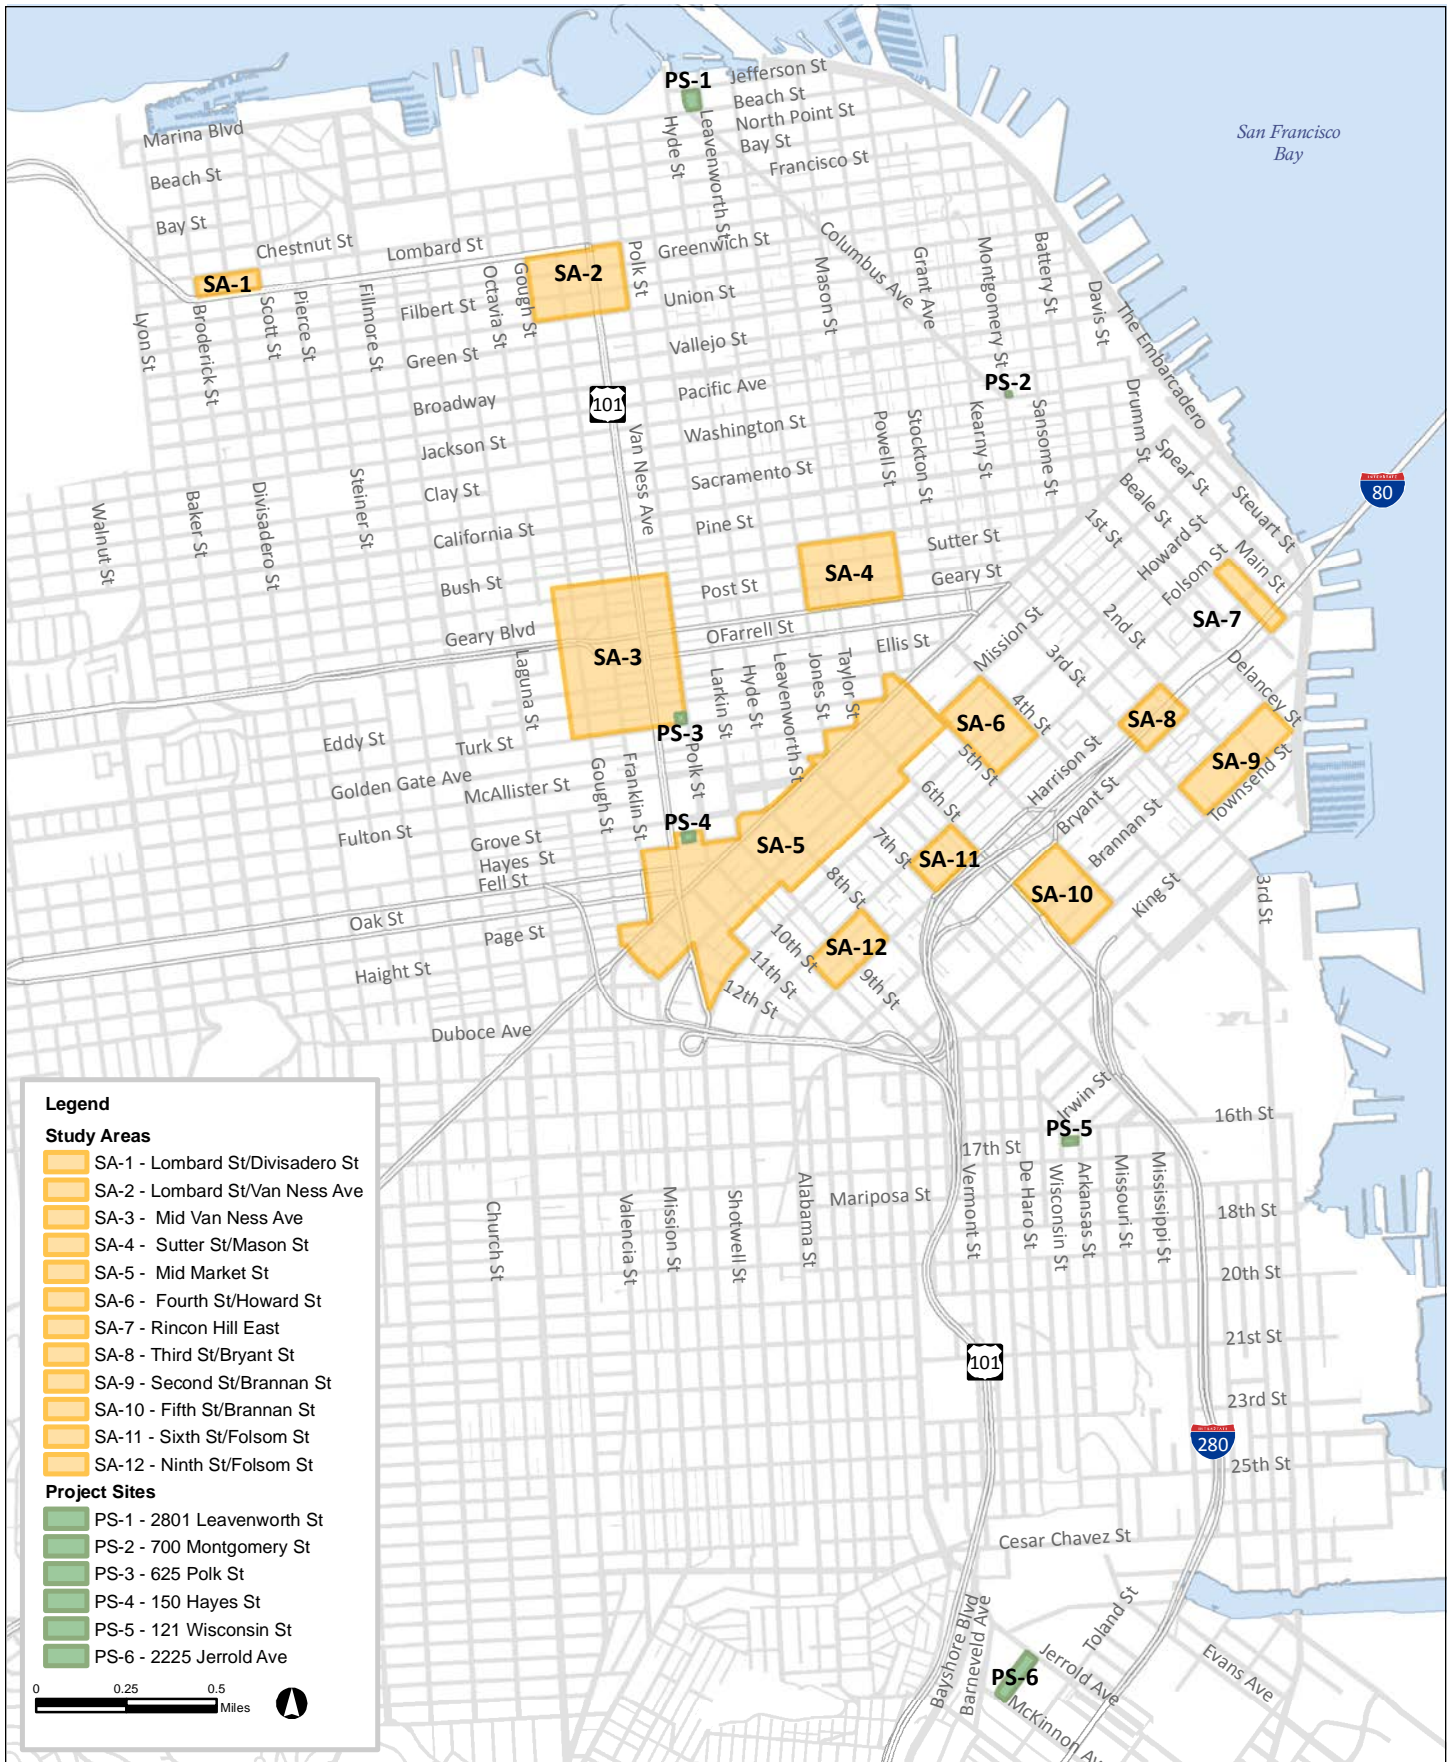 PS-1
Jefferson St
Beach St
North Point St
Bay St
Francisco St
Hyde St
Leavenworth St
San Francisco
Bay
Marina Blvd
Beach St
Bay St
Chestnut St
Lombard St
SA-1
SA-2
Polk St
Greenwich St
Columbus Ave
Mason St
Grant Ave
Montgomery St
Battery St
Davis St
The Embarcadero
Lyon St
Broderick St
Scott St
Pierce St
Fillmore St
Filbert St
Octavia St
Gough St
Union St
Green St
Vallejo St
Broadway
101
Pacific Ave
PS-2
Washington St
Jackson St
Van Ness Ave
Powell St
Stockton St
Kearny St
Sansome St
Drumm St
Spear St
Steuart St
80
Sacramento St
Clay St
Walnut St
Baker St
Divisadero St
Steiner St
California St
Pine St
Beale St
1st St
Howard St
Folsom St
Main St
Sutter St
SA-4
Geary St
Bush St
Post St
SA-7
2nd St
Mission St
Geary Blvd
OFarrell St
Ellis St
SA-3
3rd St
Delancey St
Laguna St
Larkin St
Hyde St
Leavenworth St
Jones St
Taylor St
SA-6
4th St
SA-8
PS-3
Eddy St
Turk St
5th St
Harrison St
SA-9
Townsend St
Golden Gate Ave
McAllister St
Gough St
Franklin St
Polk St
6th St
Bryant St
Brannan St
PS-4
Fulton St
Grove St
Hayes St
Fell St
SA-5
7th St
SA-11
8th St
SA-10
King St
3rd St
Oak St
Page St
Haight St
10th St
SA-12
11th St
9th St
12th St
Duboce Ave
Irwin St
16th St
PS-5
17th St
Church St
Valencia St
Mission St
Shotwell St
Alabama St
Mariposa St
Vermont St
De Haro St
Wisconsin St
Arkansas St
Missouri St
Mississippi St
18th St
20th St
21st St
101
23rd St
280
25th St
Cesar Chavez St
Bayshore Blvd
Barneveld Ave
Toland St
Jerrold Ave
Evans Ave
PS-6
McKinnon Av
Legend
Study Areas
SA-1 - Lombard St/Divisadero St
SA-2 - Lombard St/Van Ness Ave
SA-3 - Mid Van Ness Ave
SA-4 - Sutter St/Mason St
SA-5 - Mid Market St
SA-6 - Fourth St/Howard St
SA-7 - Rincon Hill East
SA-8 - Third St/Bryant St
SA-9 - Second St/Brannan St
SA-10 - Fifth St/Brannan St
SA-11 - Sixth St/Folsom St
SA-12 - Ninth St/Folsom St
Project Sites
PS-1 - 2801 Leavenworth St
PS-2 - 700 Montgomery St
PS-3 - 625 Polk St
PS-4 - 150 Hayes St
PS-5 - 121 Wisconsin St
PS-6 - 2225 Jerrold Ave
0 0.25 0.5
Miles